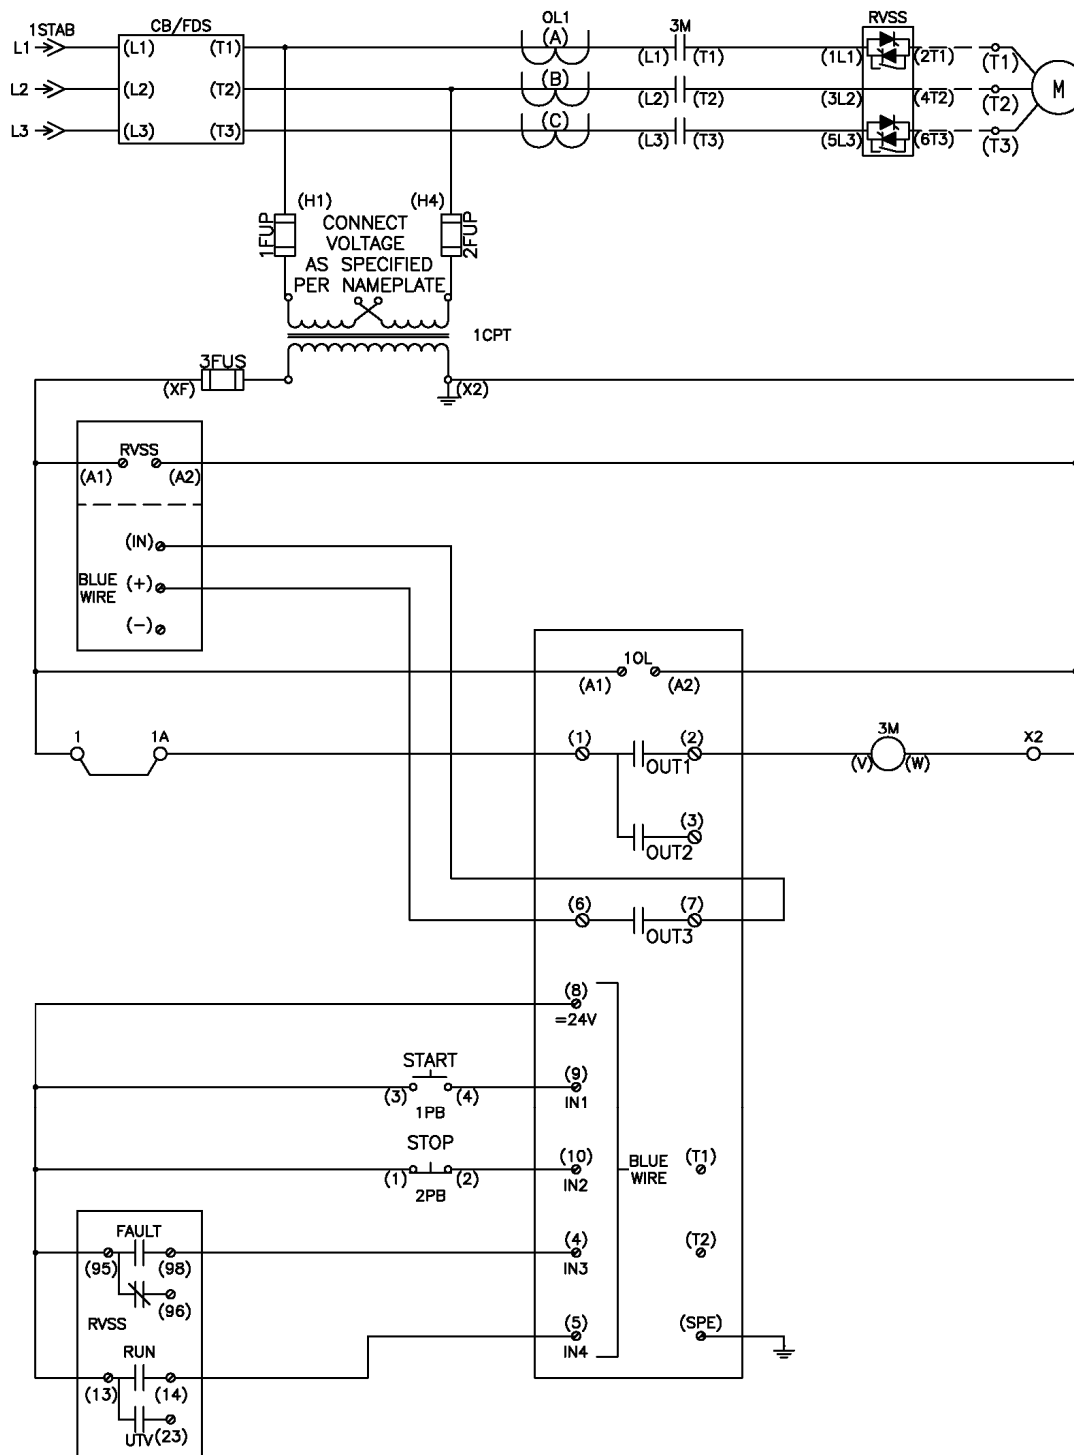 1STAB CB/FDS OL1 3M RVSS
L1 (L1) (T1) (A) (L1) (T1) (1L1) (2T1) (T1)
L2 (L2) (T2) (B) (L2) (T2) (3L2) (4T2) (T2) M
L3 (L3) (T3) (C) (L3) (T3) (5L3) (6T3) (T3)
(H1) (H4)
1FUP
CONNECT
VOLTAGE
AS SPECIFIED
PER NAMEPLATE
2FUP
1CPT
3FUS
(XF) (X2)
RVSS
(A1) (A2)
(IN)
BLUE
WIRE
(+)
(-)
1OL
(A1) (A2)
1 1A (1) (2) 3M X2
OUT1 (V) (W)
(3)
OUT2
(6) (7)
OUT3
(8)
=24V
START
(3) (4) (9)
1PB IN1
STOP
(1) (2) (10)
2PB IN2
BLUE
WIRE
(T1)
FAULT (4) (T2)
(95) (98) IN3
(96)
RVSS
(5) (SPE)
RUN IN4
(13) (14)
UTV (23)